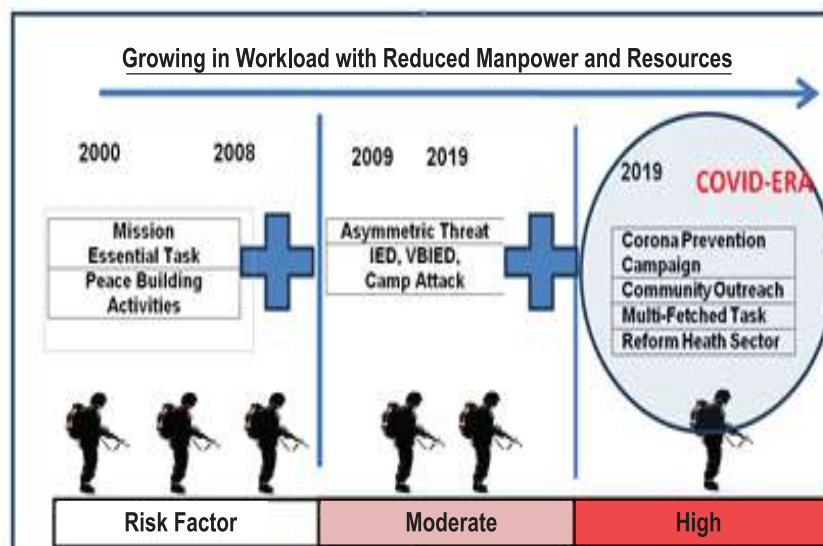 Growing in Workload with Reduced Manpower and Resources
2000
2008
Mission
Essential Task
Peace Building
Activities
2009
2019
Asymmetric Threat
IED, VBIED,
Camp Attack
2019
COVID-ERA
Corona Prevention
Campaign
Community Outreach
Multi-Fetched Task
Reform Heath Sector
Risk Factor
Moderate
High